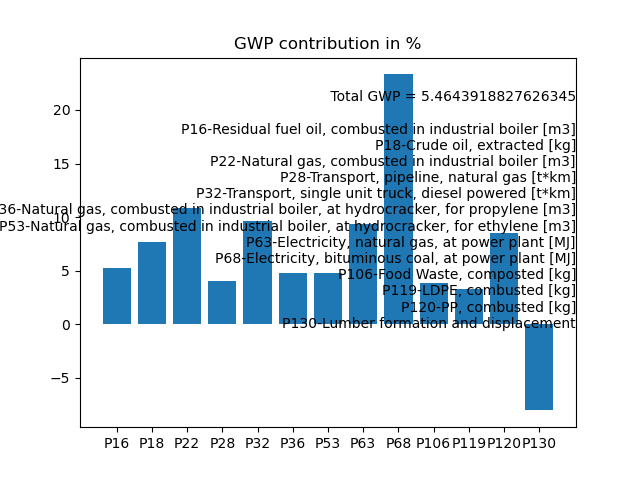 GWP contribution in %
Total GWP = 5.4643918827626345
20
P16-Residual fuel oil, combusted in industrial boiler [m3]
P18-Crude oil, extracted [kg]
15
P22-Natural gas, combusted in industrial boiler [m3]
P28-Transport, pipeline, natural gas [t*km]
P32-Transport, single unit truck, diesel powered [t*km]
36-Natural gas, combusted in industrial boiler, at hydrocracker, for propylene [m3]
10
P53-Natural gas, combusted in industrial boiler, at hydrocracker, for ethylene [m3]
P63-Electricity, natural gas, at power plant [MJ]
P68-Electricity, bituminous coal, at power plant [MJ]
5
P106-Food Waste, composted [kg]
P119-LDPE, combusted [kg]
P120-PP, combusted [kg]
0
P130-Lumber formation and displacement
−5
P16 P18 P22 P28 P32 P36 P53 P63 P68 P106 P119 P120 P130